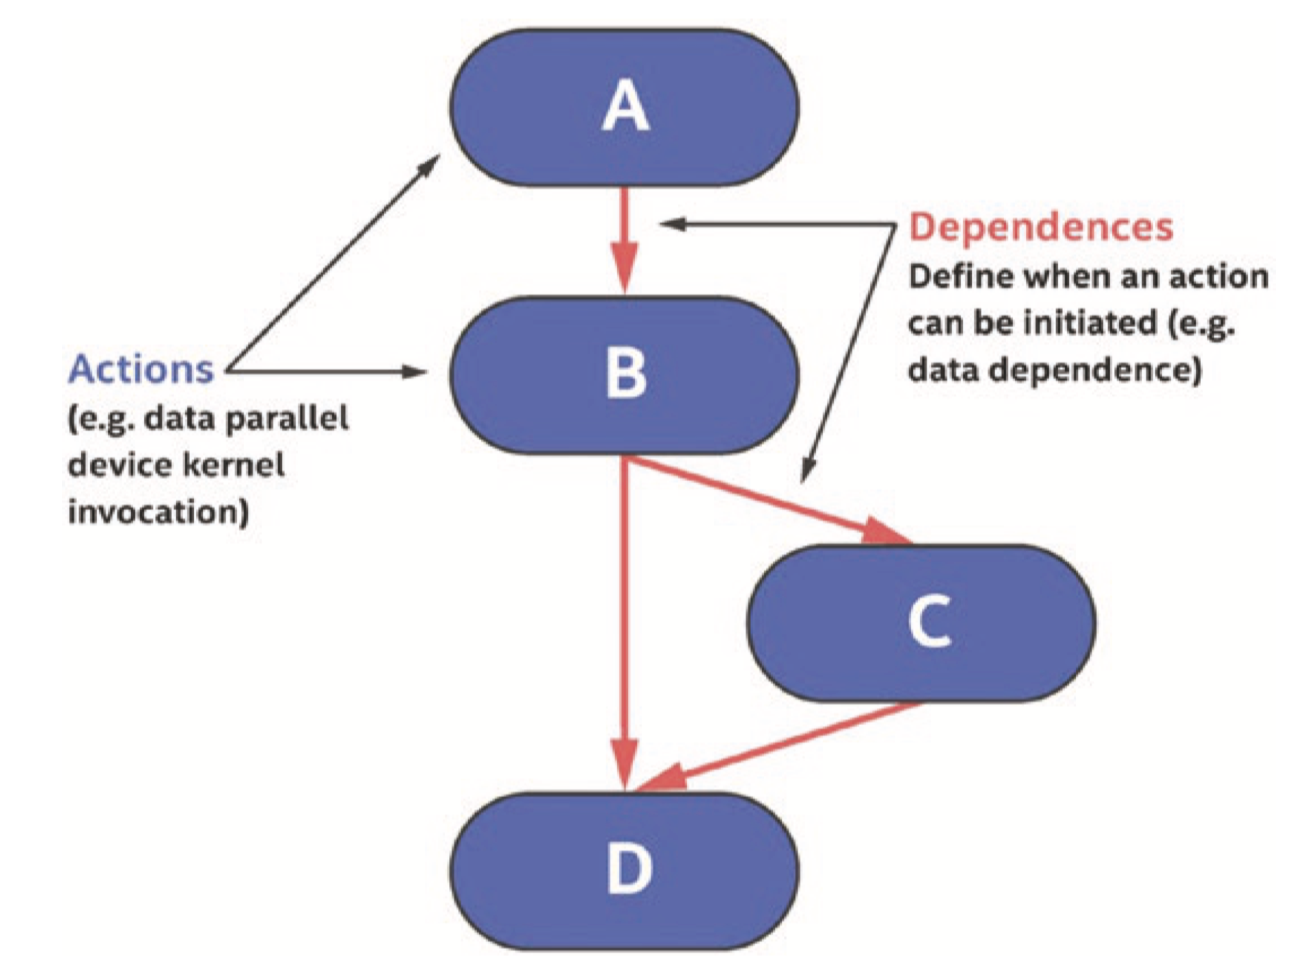 A
Dependences
Define when an action
can be initiated (e.g.
data dependence)
Actions
(e.g. data parallel
device kernel
invocation)
B
C
D